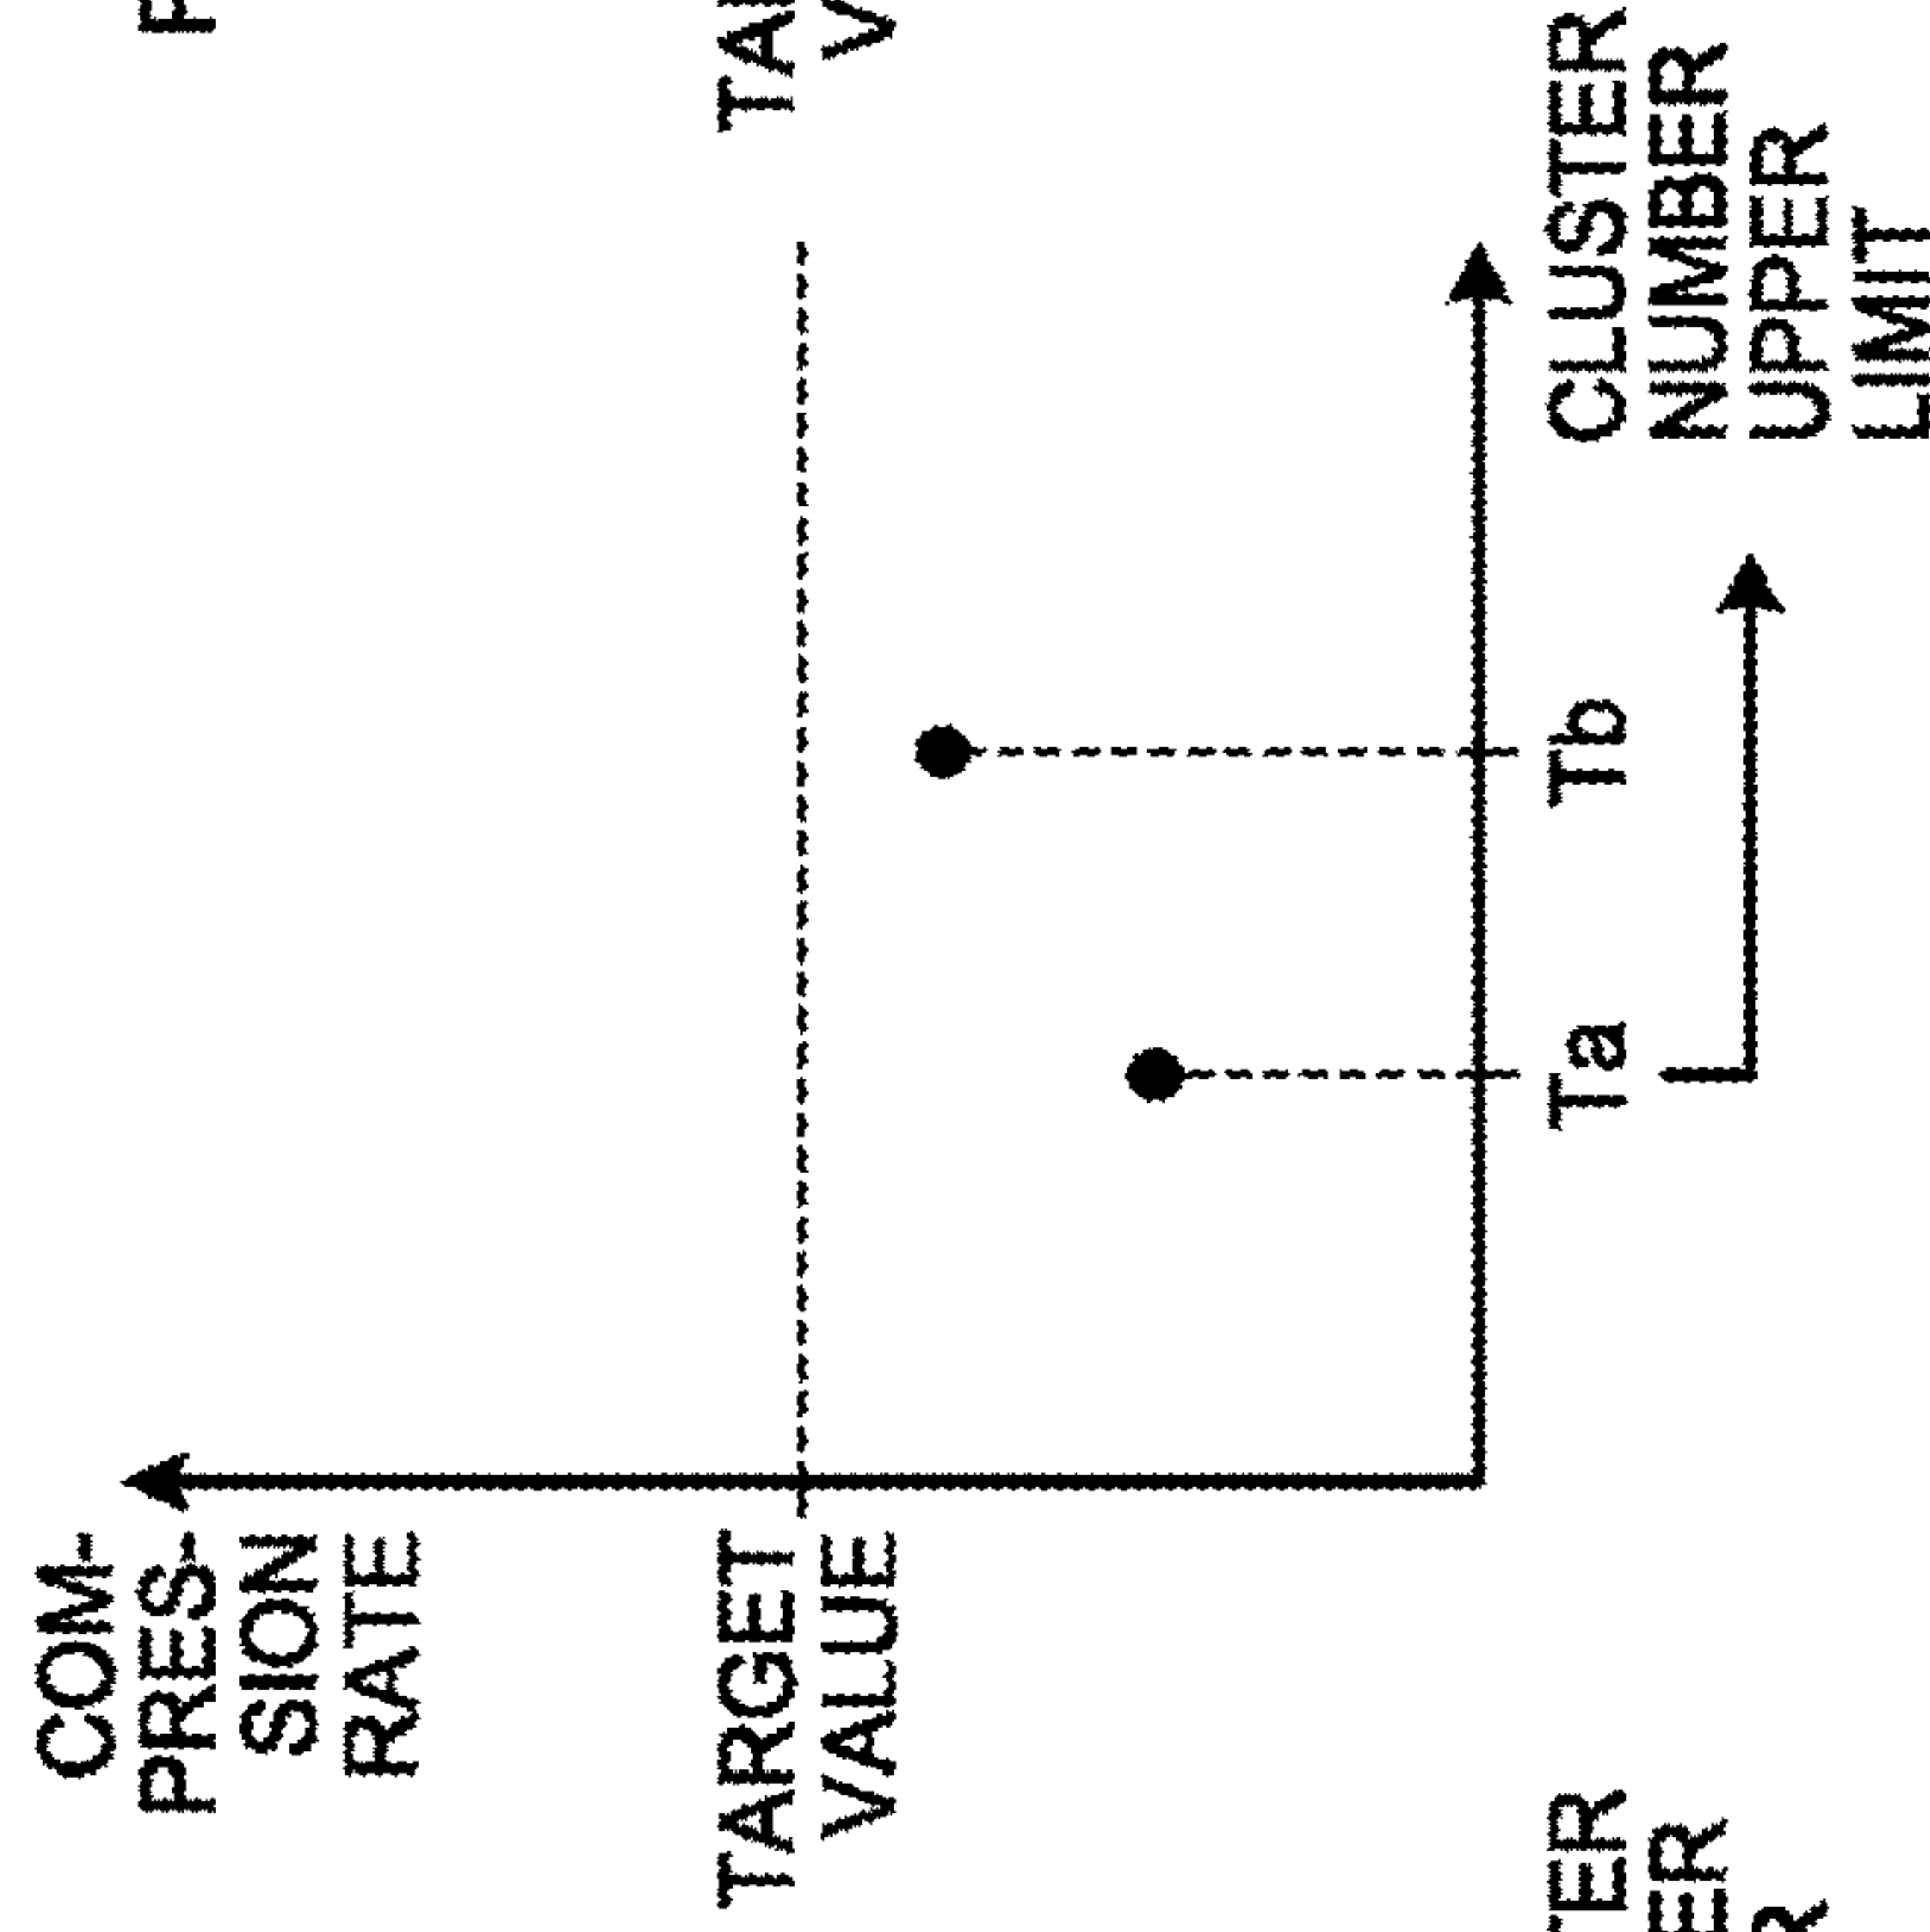 COM-
PRES-
SION
RATE
TARGET
VALUE
Ta
Tb
CLUSTER
NUMBER
UPPER
LIMIT